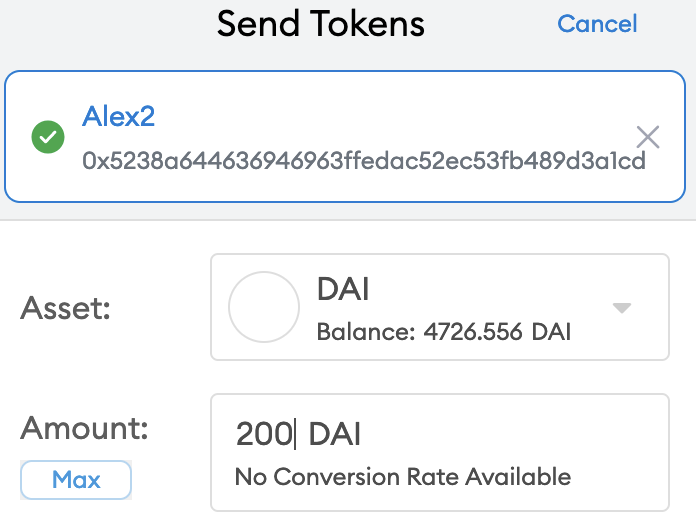 Send Tokens
Cancel
Alex2
0x5238a644636946963ffedac52ec53fb489d3a1cd
Asset:
DAI
Balance: 4726.556 DAI
Amount:
200 DAI
No Conversion Rate Available
Max